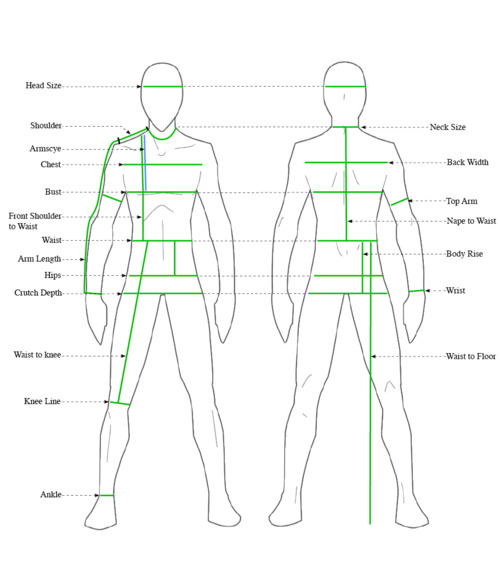 Head Size
Shoulder
Armscye
Chest
Bust
Front Shoulder
to Waist
Waist
Arm Length
Hips
Crutch Depth
Waist to knee
Knee Line
Ankle
Neck Size
Back Width
Top Arm
Nape to Waist
Body Rise
Wrist
Waist to Floor